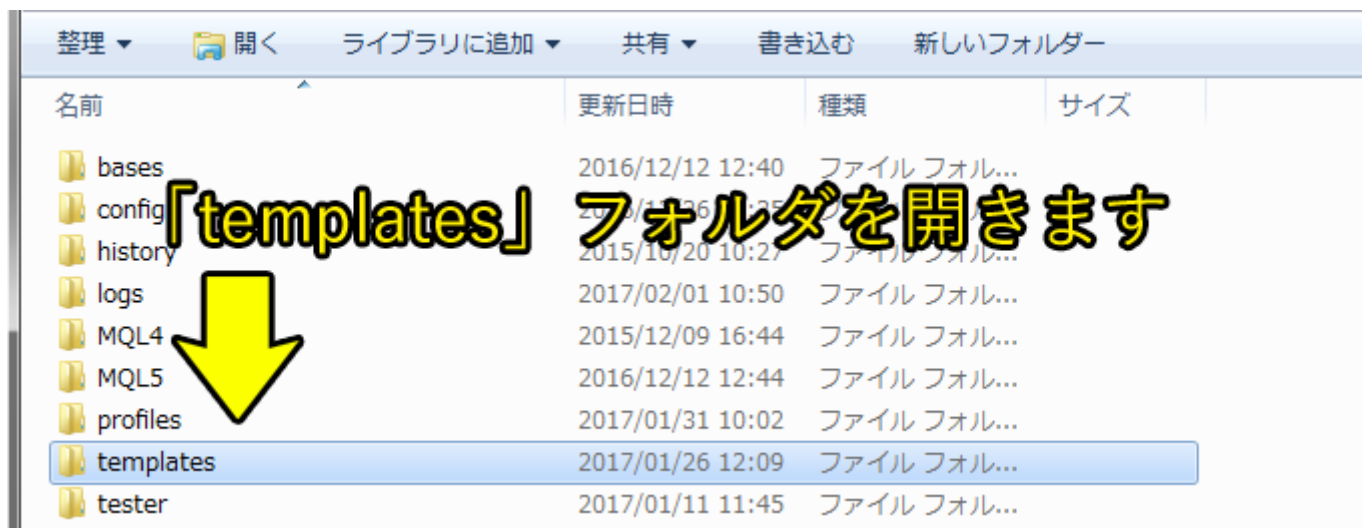 整理 開く ライブラリに追加 共有 書き込む 新しいフォルダー
名前 更新日時 種類 サイズ
bases 2016/12/12 12:40 ファイル フォル...
「templates」フォルダを開きます
config
history 2015/10/20 10:27 ファイル フォル...
logs 2017/02/01 10:50 ファイル フォル...
MQL4 2015/12/09 16:44 ファイル フォル...
MQL5 2016/12/12 12:44 ファイル フォル...
profiles 2017/01/31 10:02 ファイル フォル...
templates 2017/01/26 12:09 ファイル フォル...
tester 2017/01/11 11:45 ファイル フォル...